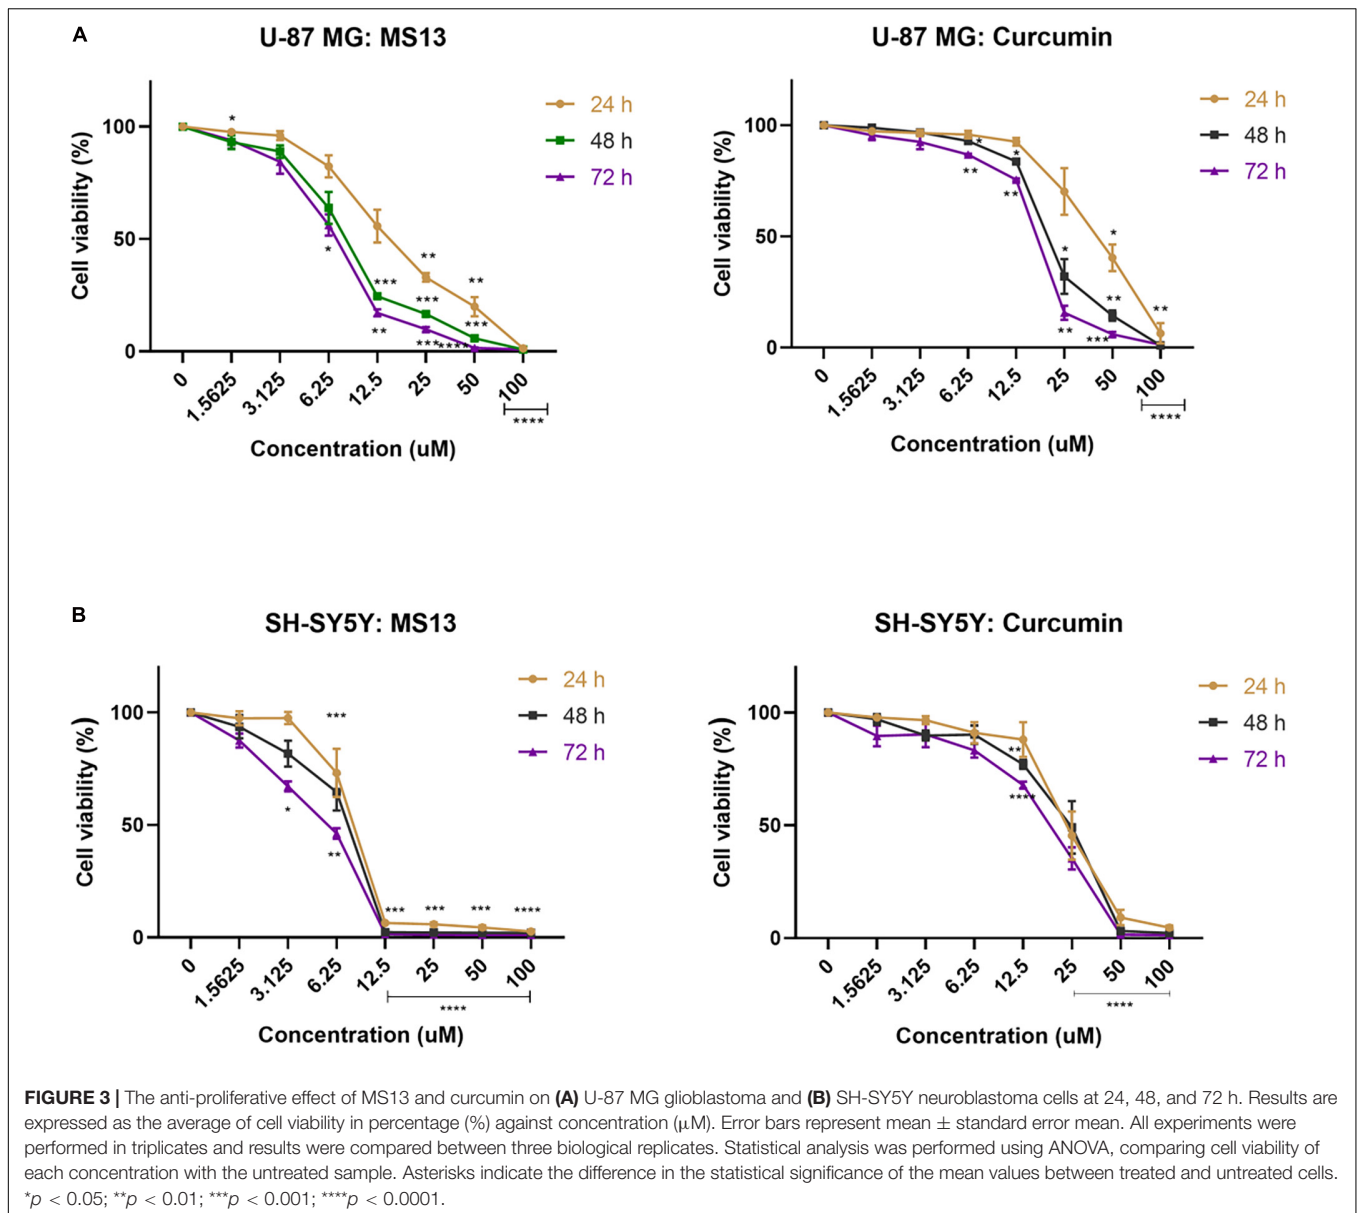 A
U-87 MG: MS13
24 h
48 h
72 h
Cell viability (%)
100
50
0
*
*
**
***
**
***
***
**
***
****
0 1.5625 3.125 6.25 12.5 25 50 100
****
Concentration (uM)
U-87 MG: Curcumin
24 h
48 h
72 h
Cell viability (%)
100
50
0
*
**
*
**
*
**
*
**
***
**
0 1.5625 3.125 6.25 12.5 25 50 100
****
Concentration (uM)
B
SH-SY5Y: MS13
24 h
48 h
72 h
Cell viability (%)
100
50
0
*
***
**
*** *** *** ****
0 1.5625 3.125 6.25 12.5 25 50 100
****
Concentration (uM)
SH-SY5Y: Curcumin
24 h
48 h
72 h
Cell viability (%)
100
50
0
**
****
0 1.5625 3.125 6.25 12.5 25 50 100
****
Concentration (uM)
FIGURE 3 | The anti-proliferative effect of MS13 and curcumin on (A) U-87 MG glioblastoma and (B) SH-SY5Y neuroblastoma cells at 24, 48, and 72 h. Results are
expressed as the average of cell viability in percentage (%) against concentration (μM). Error bars represent mean ± standard error mean. All experiments were
performed in triplicates and results were compared between three biological replicates. Statistical analysis was performed using ANOVA, comparing cell viability of
each concentration with the untreated sample. Asterisks indicate the difference in the statistical significance of the mean values between treated and untreated cells.
*p < 0.05; **p < 0.01; ***p < 0.001; ****p < 0.0001.